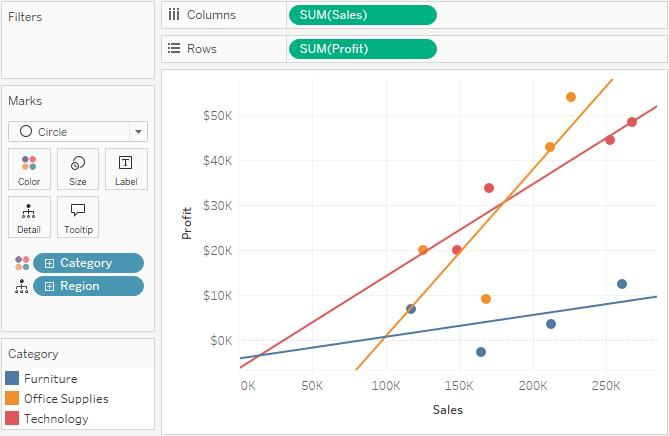 Filters
Columns SUM(Sales)
Rows SUM(Profit)
Marks
Circle
Color Size Label
Detail Tooltip
Category
Region
Category
Furniture
Office Supplies
Technology
Profit
$50K
$40K
$30K
$20K
$10K
$0K
0K 50K 100K 150K 200K 250K
Sales